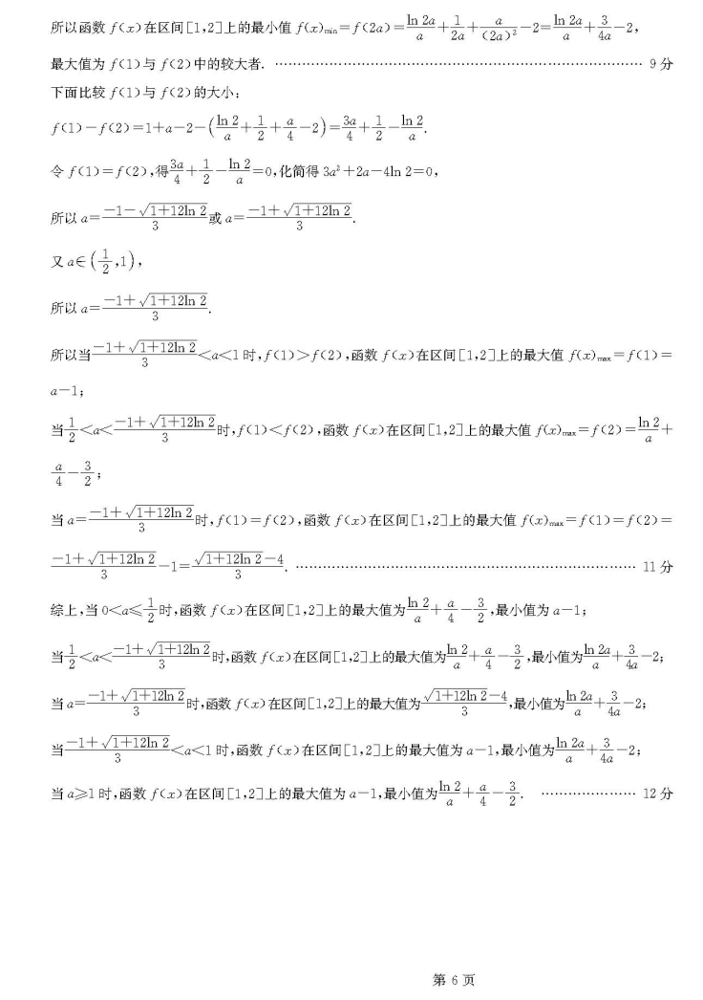 所以函数 f(x)在区间[1,2]上的最小值 f(x)min=f(2a)=ln 2a/a+1/2a+a/(2a)²-2=ln 2a/a+3/4a-2,
最大值为 f(1)与 f(2)中的较大者. …………………………………………………………………… 9 分
下面比较 f(1)与 f(2)的大小;
f(1)-f(2)=1+a-2-(ln 2/a+1/2+a/4-2)=3a/4+1/2-ln 2/a.
令 f(1)=f(2),得3a/4+1/2-ln 2/a=0,化简得 3a²+2a-4ln 2=0,
所以 a=(-1-√(1+12ln 2))/3或 a=(-1+√(1+12ln 2))/3.
又 a∈(1/2,1),
所以 a=(-1+√(1+12ln 2))/3.
所以当(-1+√(1+12ln 2))/3<a<1 时,f(1)>f(2),函数 f(x)在区间[1,2]上的最大值 f(x)max=f(1)=
a-1;
当1/2<a<(-1+√(1+12ln 2))/3时,f(1)<f(2),函数 f(x)在区间[1,2]上的最大值 f(x)max=f(2)=ln 2/a+
a/4-3/2;
当 a=(-1+√(1+12ln 2))/3时,f(1)=f(2),函数 f(x)在区间[1,2]上的最大值 f(x)max=f(1)=f(2)=
(-1+√(1+12ln 2))/3-1=(√(1+12ln 2)-4)/3. ……………………………………………………………… 11 分
综上,当 0<a≤1/2时,函数 f(x)在区间[1,2]上的最大值为ln 2/a+a/4-3/2,最小值为 a-1;
当1/2<a<(-1+√(1+12ln 2))/3时,函数 f(x)在区间[1,2]上的最大值为ln 2/a+a/4-3/2,最小值为ln 2a/a+3/4a-2;
当 a=(-1+√(1+12ln 2))/3时,函数 f(x)在区间[1,2]上的最大值为(√(1+12ln 2)-4)/3,最小值为ln 2a/a+3/4a-2;
当(-1+√(1+12ln 2))/3<a<1 时,函数 f(x)在区间[1,2]上的最大值为 a-1,最小值为ln 2a/a+3/4a-2;
当 a≥1 时,函数 f(x)在区间[1,2]上的最大值为 a-1,最小值为ln 2/a+a/4-3/2. ………………… 12 分
第 6 页